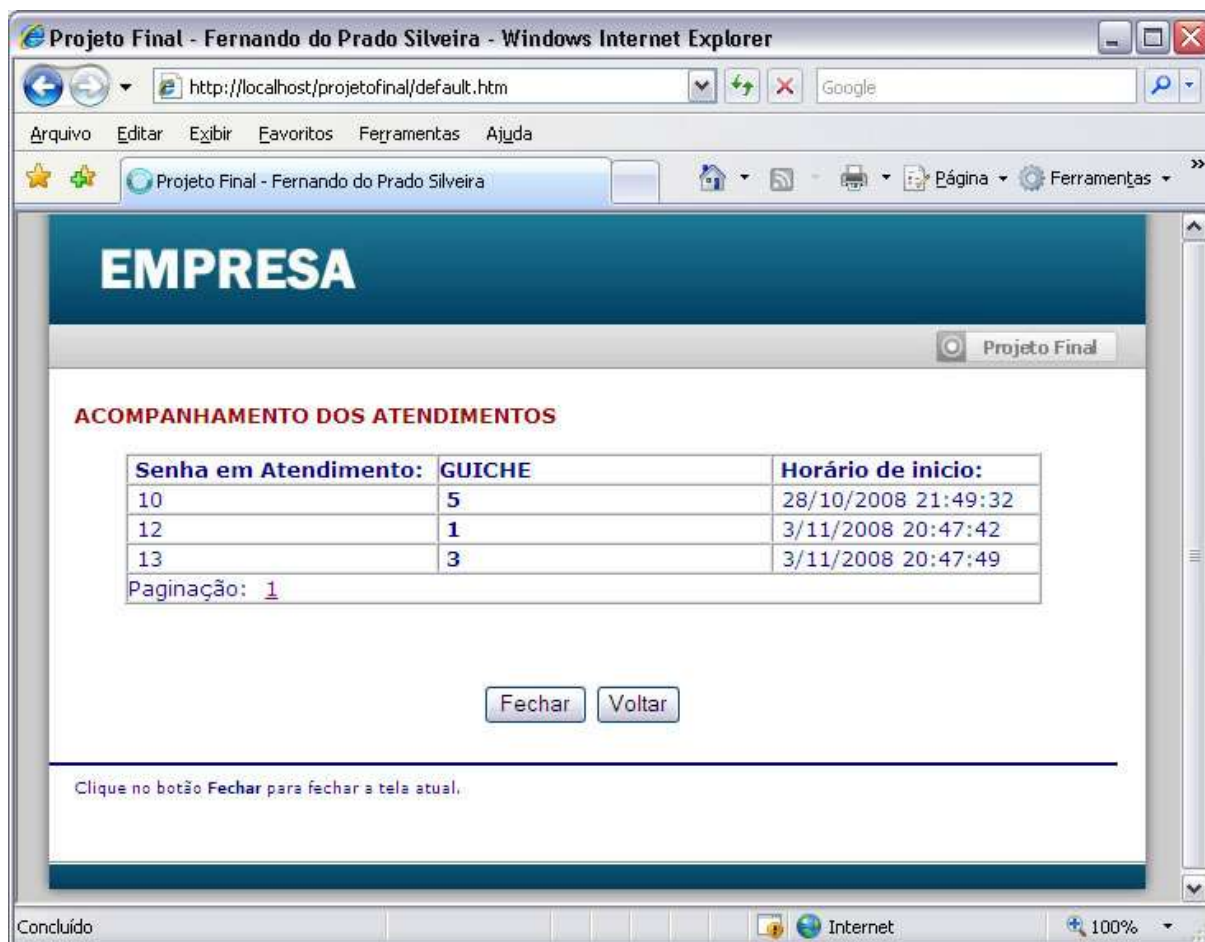 Projeto Final - Fernando do Prado Silveira - Windows Internet Explorer
http://localhost/projetofinal/default.htm
Google
Arquivo Editar Exibir Favoritos Ferramentas Ajuda
Projeto Final - Fernando do Prado Silveira
Página
Ferramentas
EMPRESA
Projeto Final
ACOMPANHAMENTO DOS ATENDIMENTOS
Senha em Atendimento: GUICHE Horário de inicio:
10 5 28/10/2008 21:49:32
12 1 3/11/2008 20:47:42
13 3 3/11/2008 20:47:49
Paginação: 1
Fechar Voltar
Clique no botão Fechar para fechar a tela atual.
Concluído Internet 100%